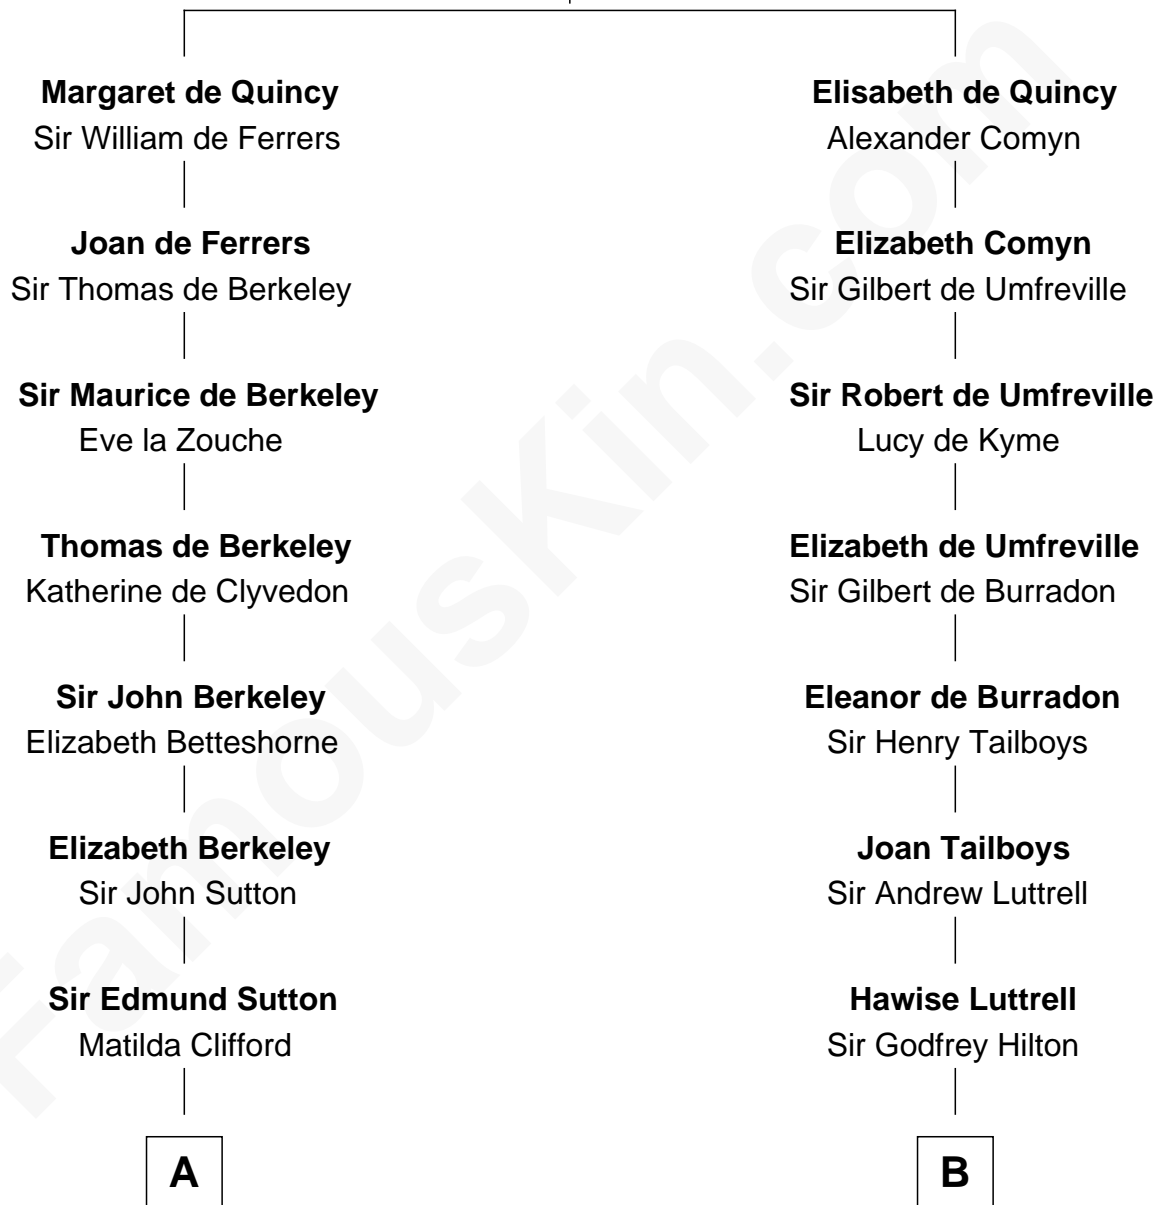 Margaret de Quincy
Sir William de Ferrers
Elisabeth de Quincy
Alexander Comyn
Joan de Ferrers
Sir Thomas de Berkeley
Elizabeth Comyn
Sir Gilbert de Umfreville
Sir Maurice de Berkeley
Eve la Zouche
Sir Robert de Umfreville
Lucy de Kyme
Thomas de Berkeley
Katherine de Clyvedon
Elizabeth de Umfreville
Sir Gilbert de Burradon
Sir John Berkeley
Elizabeth Betteshorne
Eleanor de Burradon
Sir Henry Tailboys
Elizabeth Berkeley
Sir John Sutton
Joan Tailboys
Sir Andrew Luttrell
Sir Edmund Sutton
Matilda Clifford
Hawise Luttrell
Sir Godfrey Hilton
A
B
FamousKin.com